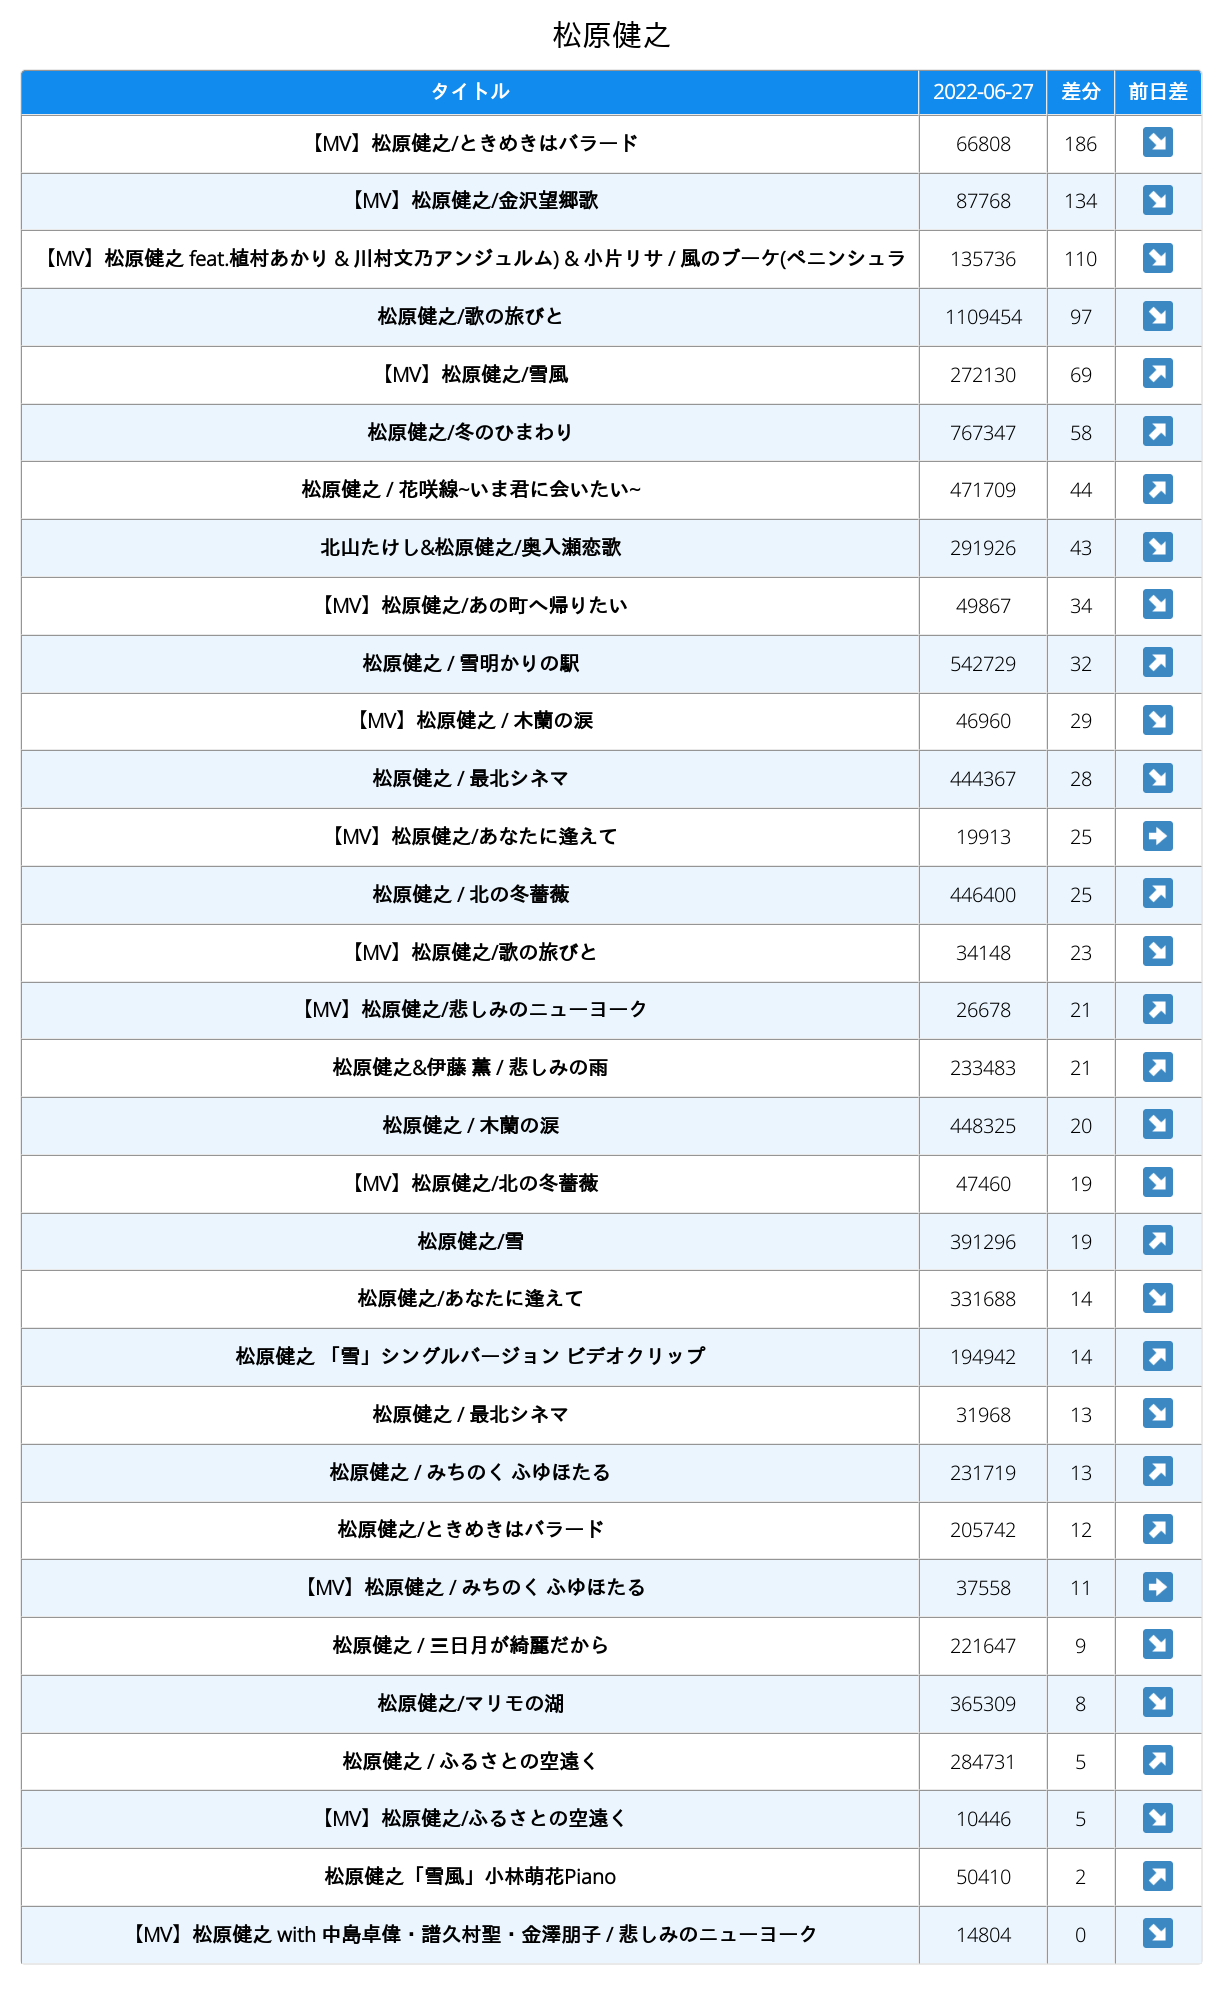 松原健之
タイトル 2022-06-27 差分 前日差
【MV】松原健之/ときめきはバラード 66808 186 ↘
【MV】松原健之/金沢望郷歌 87768 134 ↘
【MV】松原健之 feat.植村あかり & 川村文乃アンジュルム) & 小片リサ / 風のブーケ(ペニンシュラ 135736 110 ↘
松原健之/歌の旅びと 1109454 97 ↘
【MV】松原健之/雪風 272130 69 ↗
松原健之/冬のひまわり 767347 58 ↗
松原健之 / 花咲線~いま君に会いたい~ 471709 44 ↗
北山たけし&松原健之/奥入瀬恋歌 291926 43 ↘
【MV】松原健之/あの町へ帰りたい 49867 34 ↘
松原健之 / 雪明かりの駅 542729 32 ↗
【MV】松原健之 / 木蘭の涙 46960 29 ↘
松原健之 / 最北シネマ 444367 28 ↘
【MV】松原健之/あなたに逢えて 19913 25 ➡
松原健之 / 北の冬薔薇 446400 25 ↗
【MV】松原健之/歌の旅びと 34148 23 ↘
【MV】松原健之/悲しみのニューヨーク 26678 21 ↗
松原健之&伊藤 薫 / 悲しみの雨 233483 21 ↗
松原健之 / 木蘭の涙 448325 20 ↘
【MV】松原健之/北の冬薔薇 47460 19 ↘
松原健之/雪 391296 19 ↗
松原健之/あなたに逢えて 331688 14 ↘
松原健之 「雪」シングルバージョン ビデオクリップ 194942 14 ↗
松原健之 / 最北シネマ 31968 13 ↘
松原健之 / みちのく ふゆほたる 231719 13 ↗
松原健之/ときめきはバラード 205742 12 ↗
【MV】松原健之 / みちのく ふゆほたる 37558 11 ➡
松原健之 / 三日月が綺麗だから 221647 9 ↘
松原健之/マリモの湖 365309 8 ↘
松原健之 / ふるさとの空遠く 284731 5 ↗
【MV】松原健之/ふるさとの空遠く 10446 5 ↘
松原健之「雪風」小林萌花Piano 50410 2 ↗
【MV】松原健之 with 中島卓偉・譜久村聖・金澤朋子 / 悲しみのニューヨーク 14804 0 ↘